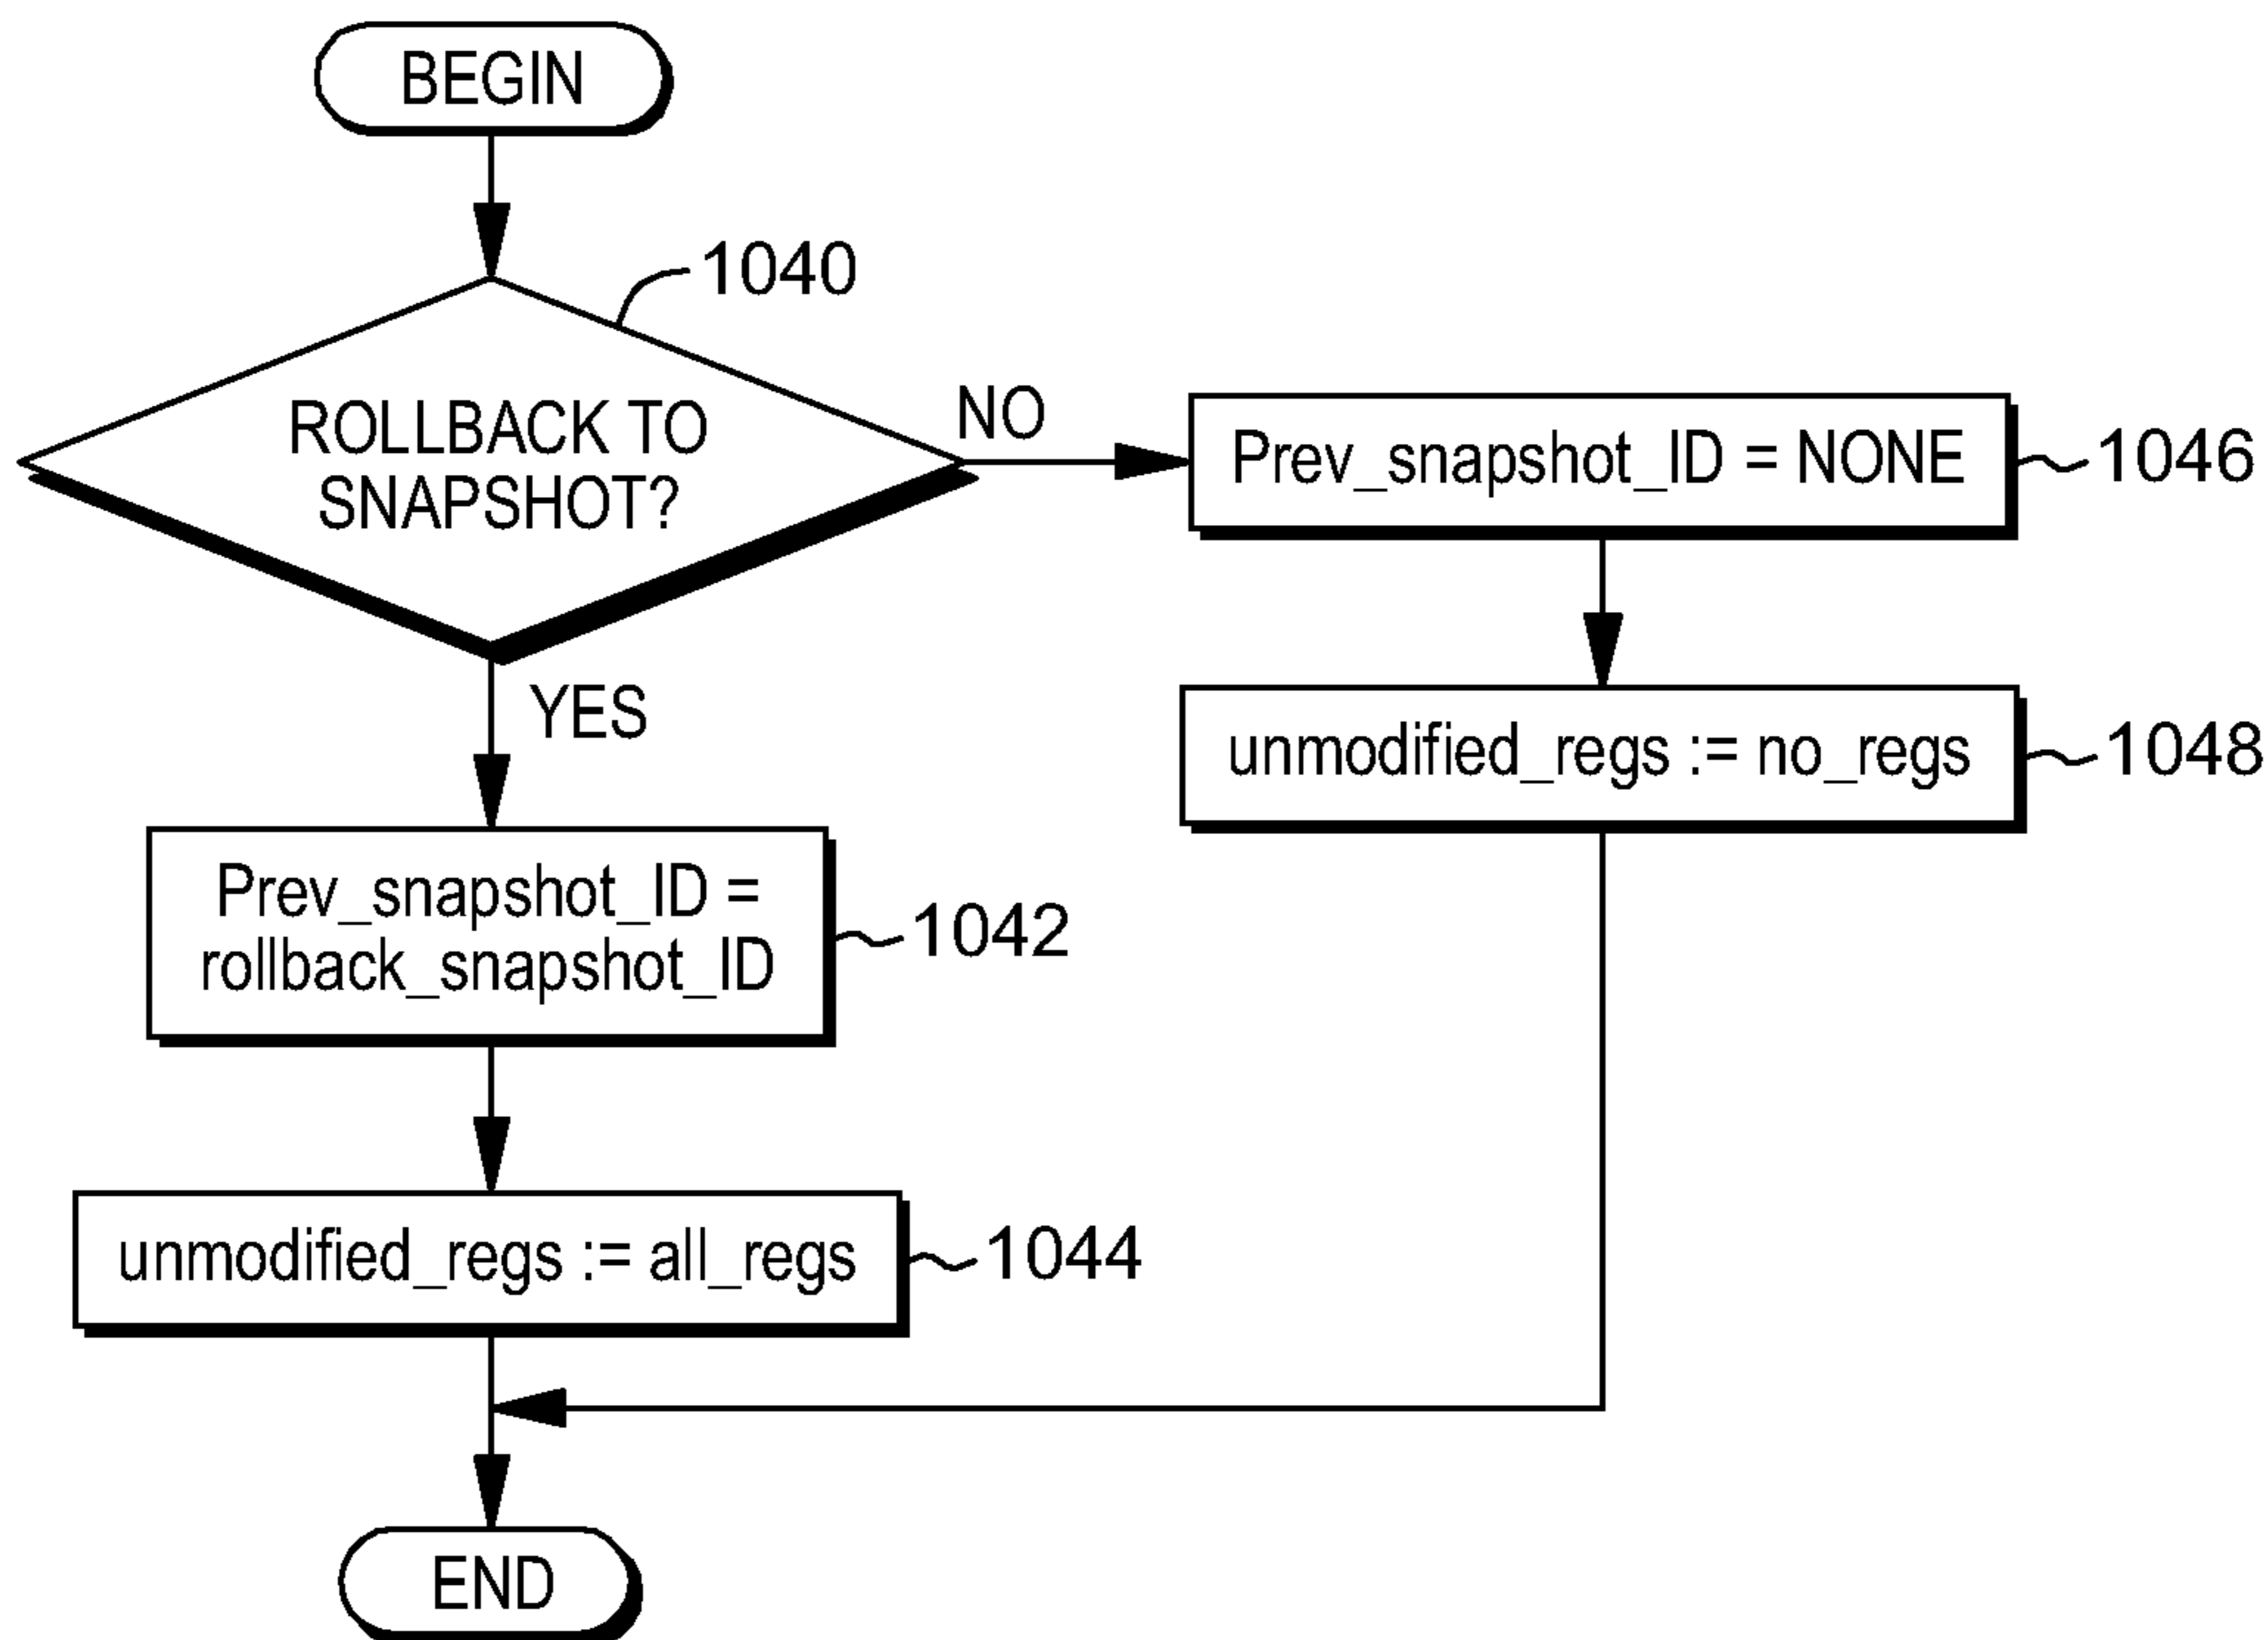 BEGIN
1040
ROLLBACK TO
SNAPSHOT?
NO
Prev_snapshot_ID = NONE
1046
unmodified_regs := no_regs
1048
YES
Prev_snapshot_ID =
rollback_snapshot_ID
1042
unmodified_regs := all_regs
1044
END